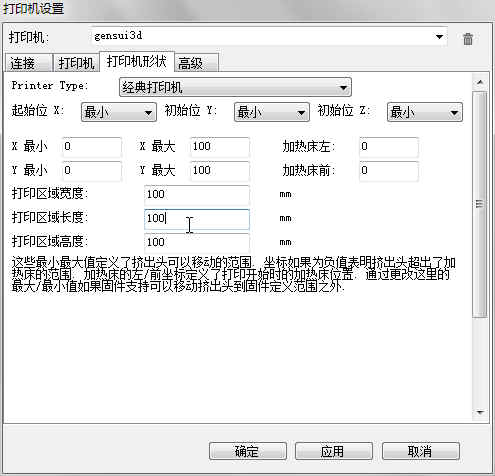 打印机设置
打印机: gensui3d
连接 打印机 打印机形状 高级
Printer Type: 经典打印机
起始位 X: 最小 初始位 Y: 最小 初始位 Z: 最小
X 最小 0 X 最大 100 加热床左: 0
Y 最小 0 Y 最大 100 加热床前: 0
打印区域宽度: 100 mm
打印区域长度: 100 mm
打印区域高度: 100 mm
这些最小最大值定义了挤出头可以移动的范围. 坐标如果为负值表明挤出头超出了加
热床的范围. 加热床的左/前坐标定义了打印开始时的加热床位置. 通过更改这里的
最大/最小值如果固件支持可以移动挤出头到固件定义范围之外.
确定 应用 取消